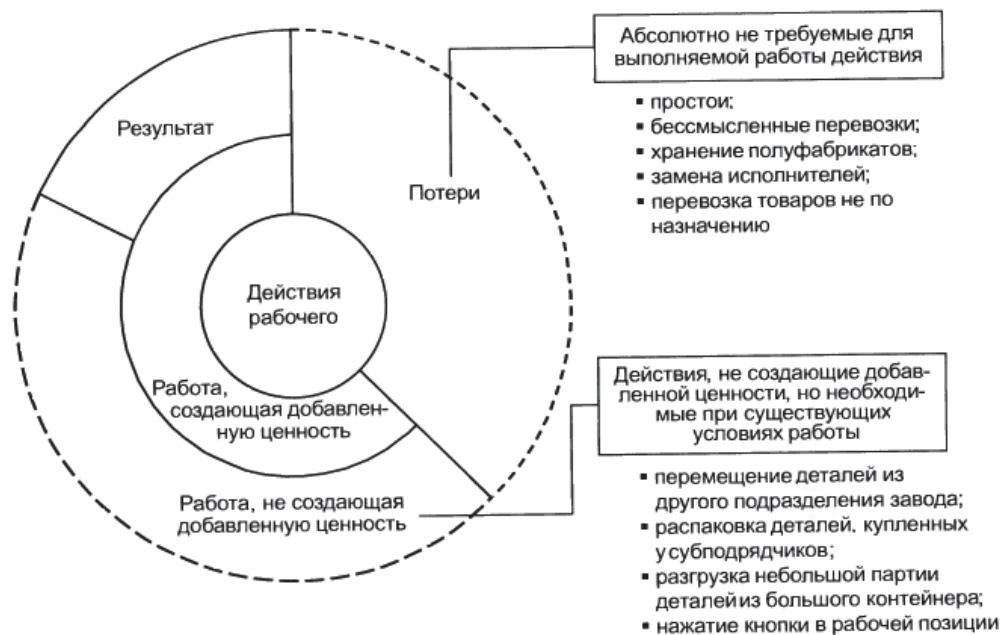 Результат
Потери
Действия
рабочего
Работа,
создающая добавлен-
ную ценность
Работа, не создающая
добавленную ценность
Абсолютно не требуемые для
выполняемой работы действия
▪ простои;
▪ бессмысленные перевозки;
▪ хранение полуфабрикатов;
▪ замена исполнителей;
▪ перевозка товаров не по
назначению
Действия, не создающие добав-
ленной ценности, но необходи-
мые при существующих
условиях работы
▪ перемещение деталей из
другого подразделения завода;
▪ распаковка деталей, купленных
у субподрядчиков;
▪ разгрузка небольшой партии
деталей из большого контейнера;
▪ нажатие кнопки в рабочей позиции